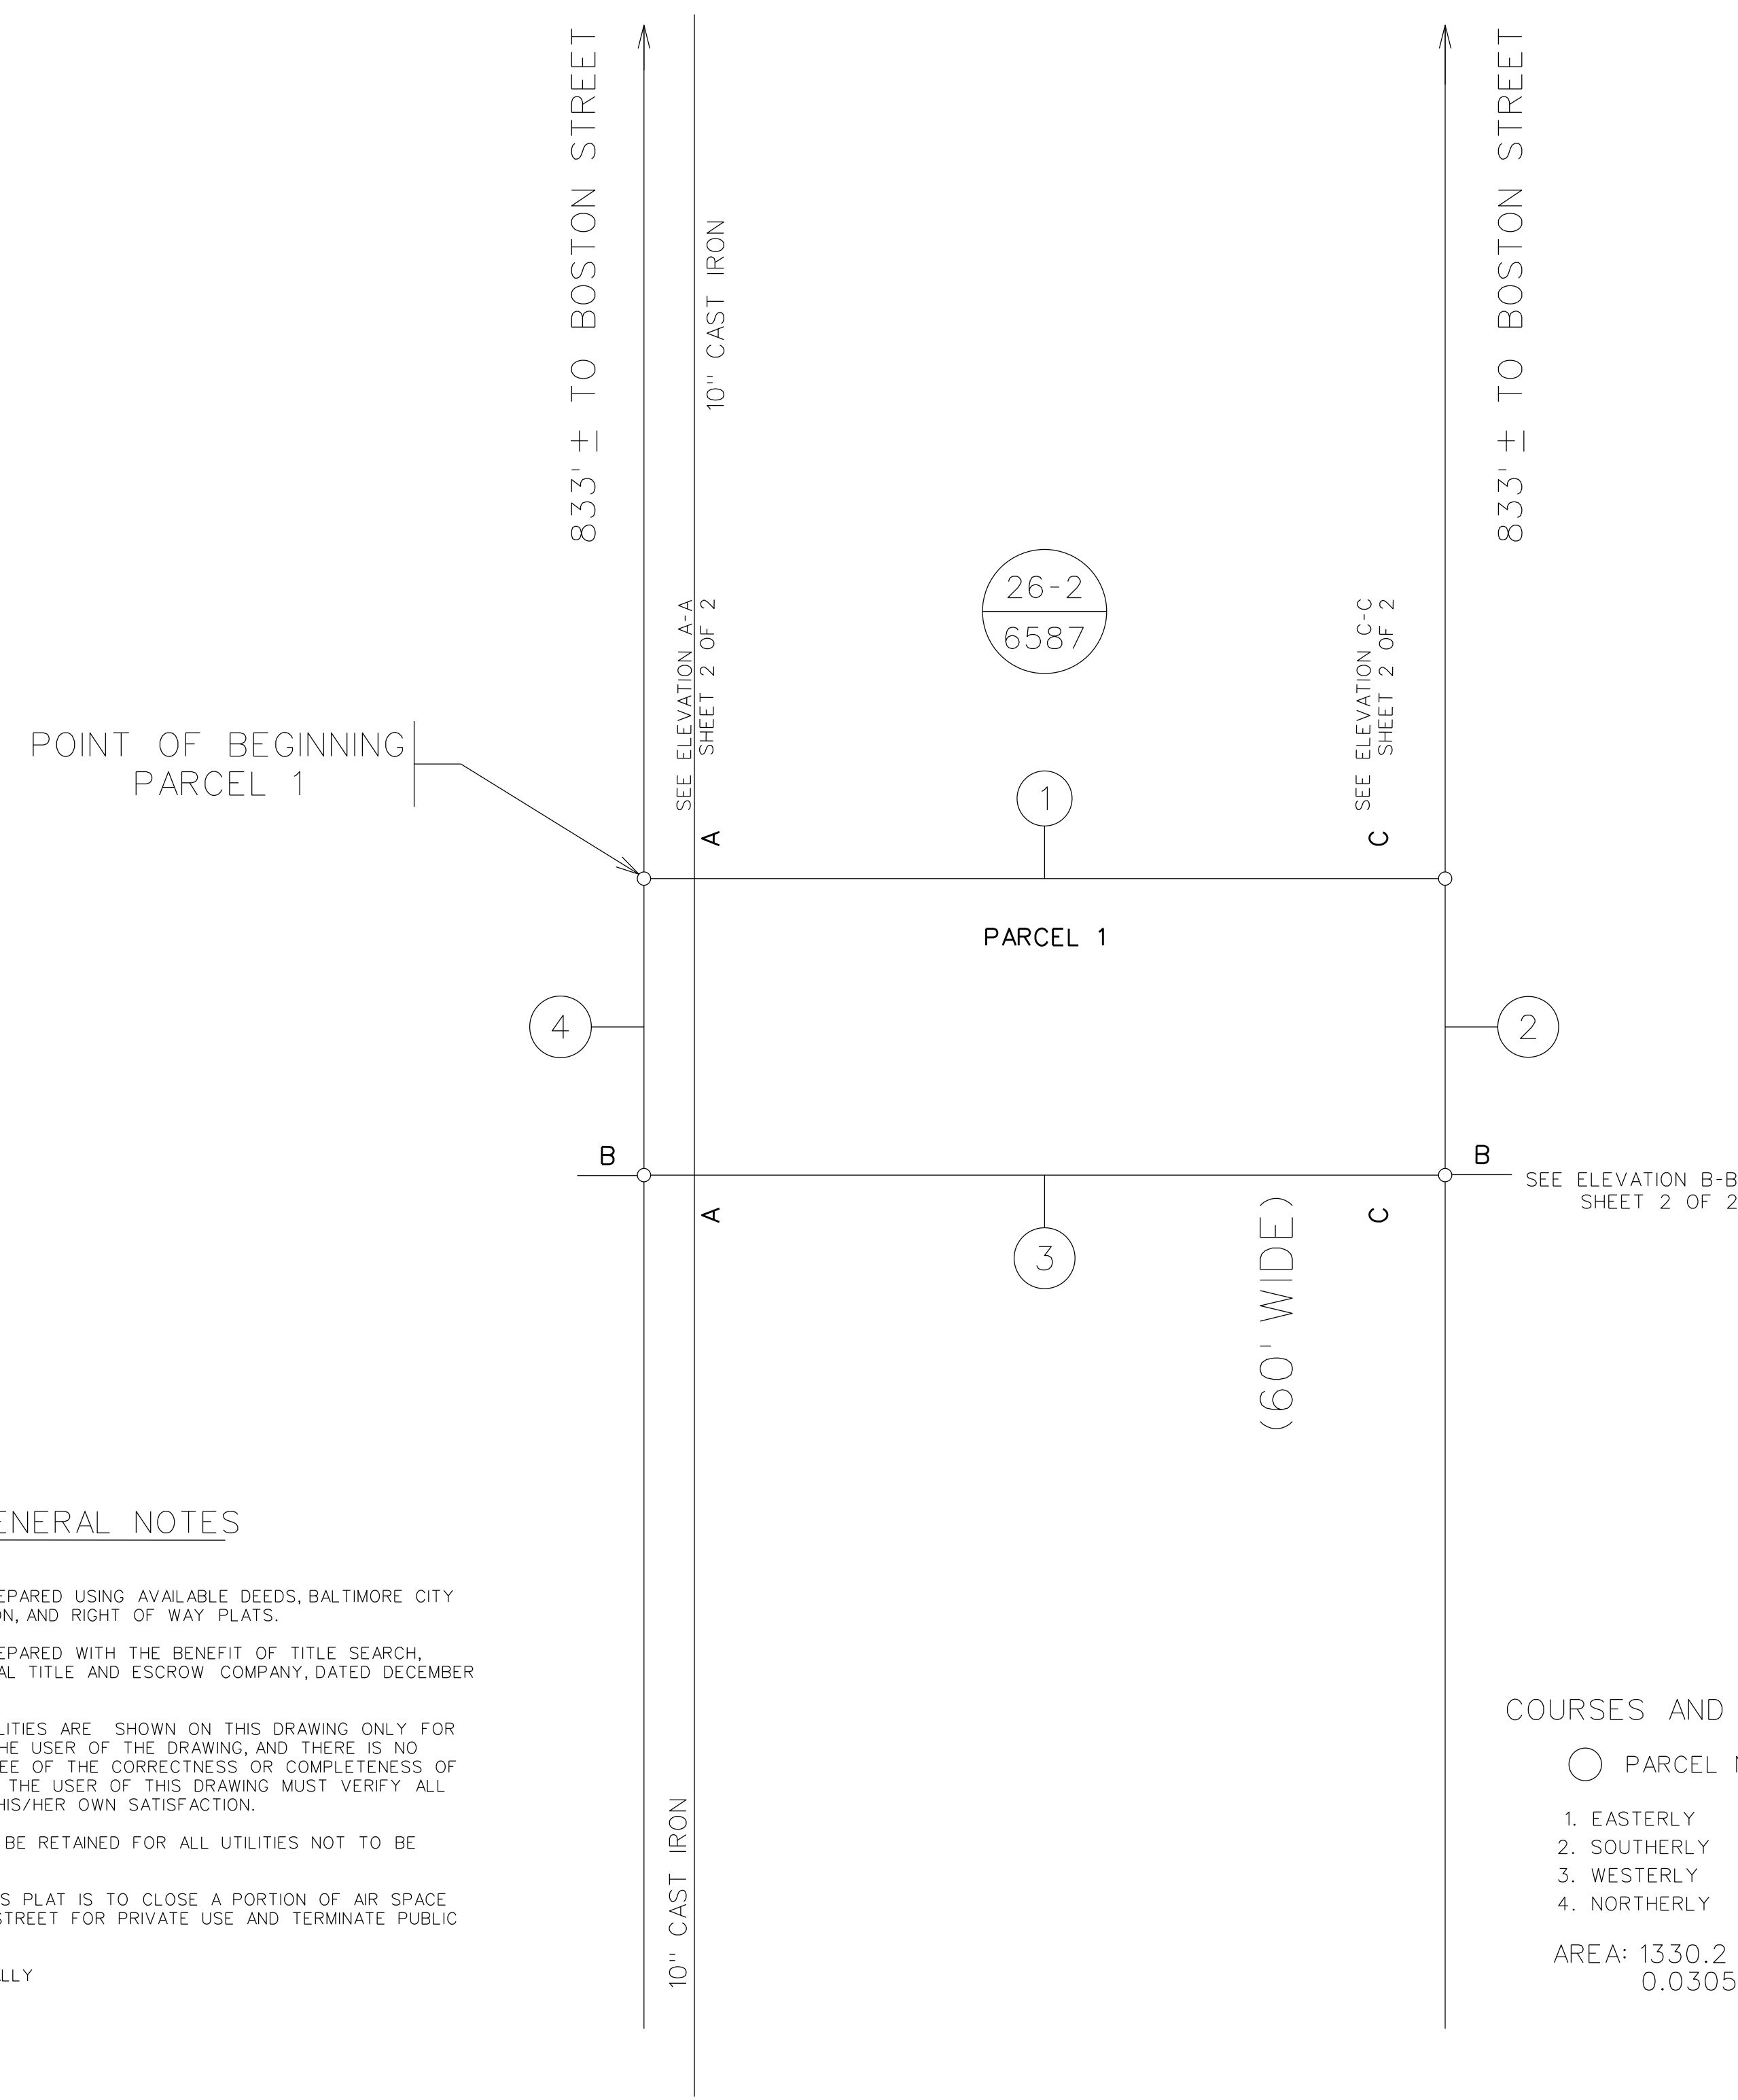 833' ± TO BOSTON STREET
10" CAST IRON
833' ± TO BOSTON STREET
26-2
6587
SEE ELEVATION A-A
SHEET 2 OF 2
SEE ELEVATION C-C
SHEET 2 OF 2
POINT OF BEGINNING
PARCEL 1
1
A
C
PARCEL 1
4
2
B
B
SEE ELEVATION B-B
SHEET 2 OF 2
A
C
3
(60' WIDE)
ENERAL NOTES
EPARED USING AVAILABLE DEEDS, BALTIMORE CITY
ON, AND RIGHT OF WAY PLATS.
EPARED WITH THE BENEFIT OF TITLE SEARCH,
AL TITLE AND ESCROW COMPANY, DATED DECEMBER
LITIES ARE SHOWN ON THIS DRAWING ONLY FOR
HE USER OF THE DRAWING, AND THERE IS NO
EE OF THE CORRECTNESS OR COMPLETENESS OF
THE USER OF THIS DRAWING MUST VERIFY ALL
HIS/HER OWN SATISFACTION.
BE RETAINED FOR ALL UTILITIES NOT TO BE
S PLAT IS TO CLOSE A PORTION OF AIR SPACE
STREET FOR PRIVATE USE AND TERMINATE PUBLIC
ALLY
10" CAST IRON
COURSES AND
PARCEL
1. EASTERLY
2. SOUTHERLY
3. WESTERLY
4. NORTHERLY
AREA: 1330.2
0.0305